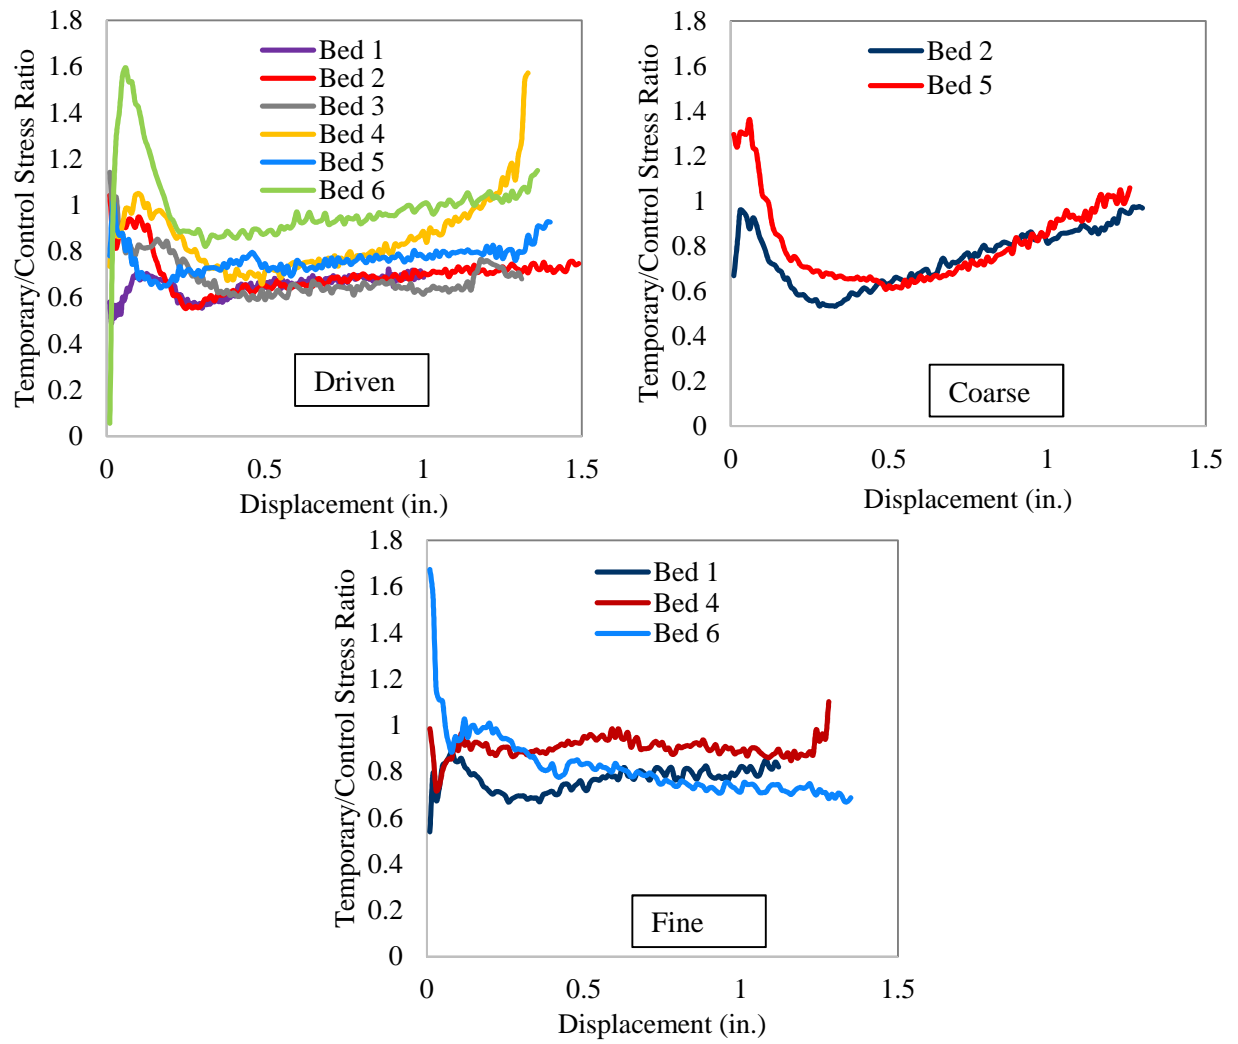 Temporary/Control Stress Ratio
1.8
1.6
1.4
1.2
1
0.8
0.6
0.4
0.2
0
Bed 1
Bed 2
Bed 3
Bed 4
Bed 5
Bed 6
Driven
0
0.5
1
1.5
Displacement (in.)
Temporary/Control Stress Ratio
1.8
1.6
1.4
1.2
1
0.8
0.6
0.4
0.2
0
Bed 2
Bed 5
Coarse
0
0.5
1
1.5
Displacement (in.)
Temporary/Control Stress Ratio
1.8
1.6
1.4
1.2
1
0.8
0.6
0.4
0.2
0
Bed 1
Bed 4
Bed 6
Fine
0
0.5
1
1.5
Displacement (in.)